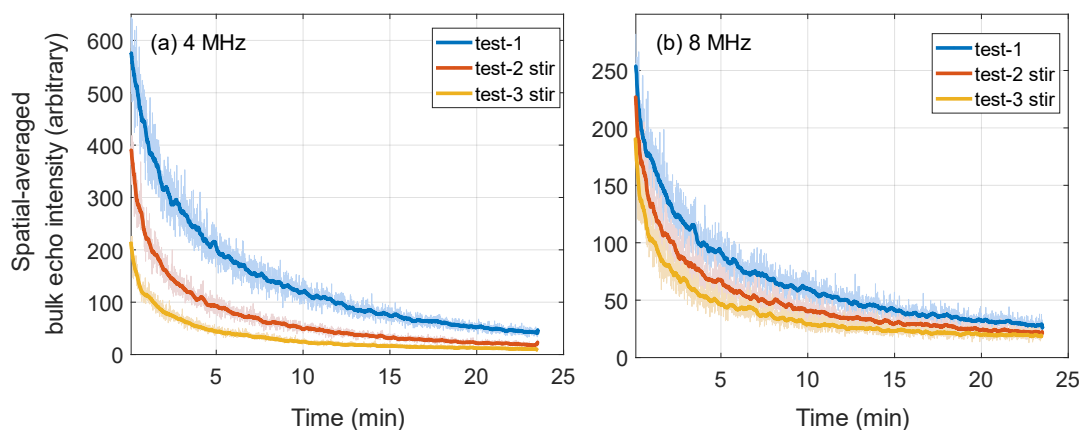 Spatial-averaged
bulk echo intensity (arbitrary)
(a) 4 MHz
test-1
test-2 stir
test-3 stir
600
500
400
300
200
100
0
5
10
15
20
25
Time (min)
(b) 8 MHz
test-1
test-2 stir
test-3 stir
250
200
150
100
50
0
5
10
15
20
25
Time (min)